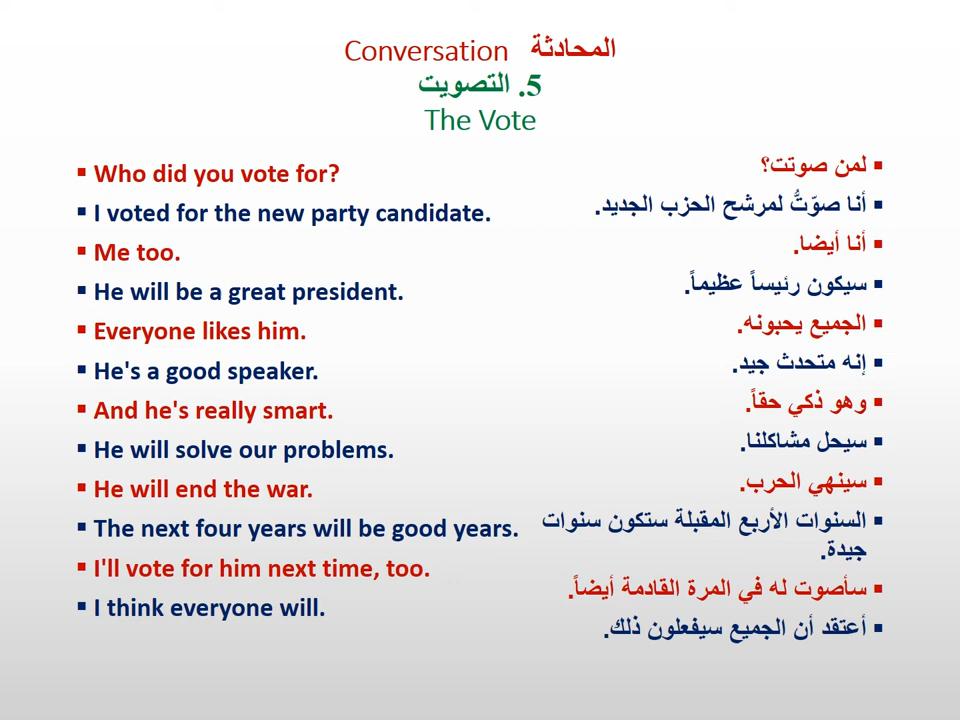 Conversation المحادثة
5. التصويت
The Vote
▪ Who did you vote for?
▪ I voted for the new party candidate.
▪ Me too.
▪ He will be a great president.
▪ Everyone likes him.
▪ He's a good speaker.
▪ And he's really smart.
▪ He will solve our problems.
▪ He will end the war.
▪ The next four years will be good years.
▪ I'll vote for him next time, too.
▪ I think everyone will.
▪ لمن صوتت؟
▪ أنا صوّتُّ لمرشح الحزب الجديد.
▪ أنا أيضا.
▪ سيكون رئيساً عظيماً.
▪ الجميع يحبونه.
▪ إنه متحدث جيد.
▪ وهو ذكي حقاً.
▪ سيحل مشاكلنا.
▪ سينهي الحرب.
▪ السنوات الأربع المقبلة ستكون سنوات
جيدة.
▪ سأصوت له في المرة القادمة أيضاً.
▪ أعتقد أن الجميع سيفعلون ذلك.